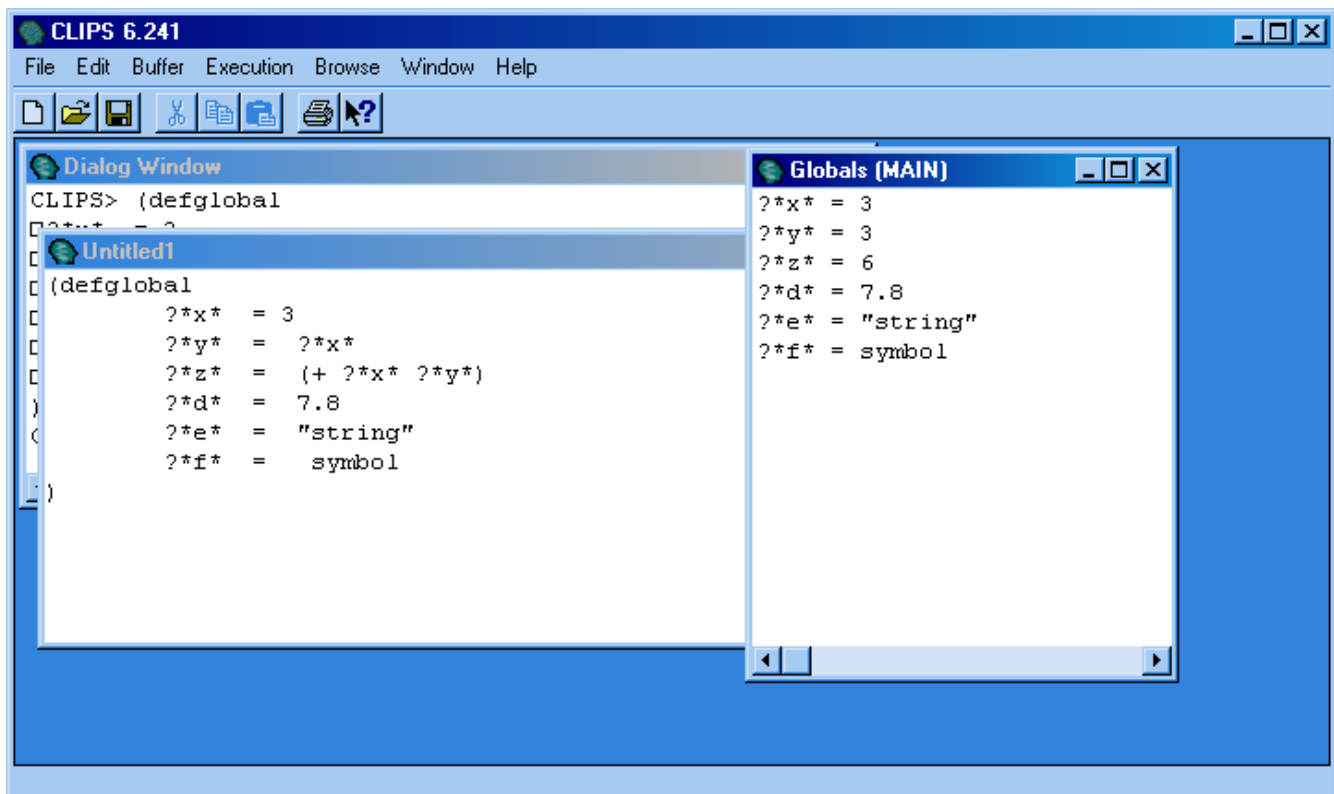 CLIPS 6.241
File Edit Buffer Execution Browse Window Help
Dialog Window
CLIPS> (defglobal
Untitled1
(defglobal
?*x* = 3
?*y* = ?*x*
?*z* = (+ ?*x* ?*y*)
?*d* = 7.8
?*e* = "string"
?*f* = symbol
)
Globals (MAIN)
?*x* = 3
?*y* = 3
?*z* = 6
?*d* = 7.8
?*e* = "string"
?*f* = symbol